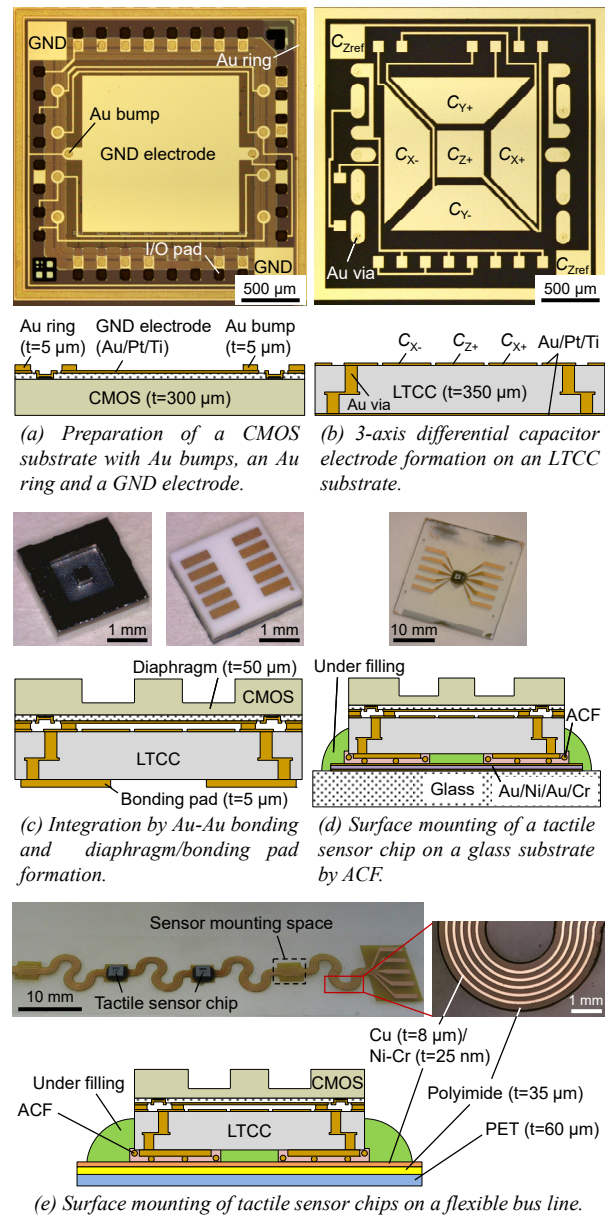 GND
Au ring
Au bump
GND electrode
I/O pad
GND
500 µm
C_Zref
C_Y+
C_X-
C_Z+
C_X+
C_Y-
Au via
C_Zref
500 µm
Au ring
(t=5 µm)
GND electrode
(Au/Pt/Ti)
Au bump
(t=5 µm)
CMOS (t=300 µm)
C_X-
C_Z+
C_X+
Au/Pt/Ti
LTCC (t=350 µm)
Au via
(a) Preparation of a CMOS
substrate with Au bumps, an Au
ring and a GND electrode.
(b) 3-axis differential capacitor
electrode formation on an LTCC
substrate.
1 mm
1 mm
10 mm
Diaphragm (t=50 µm)
CMOS
LTCC
Bonding pad (t=5 µm)
Under filling
ACF
Au/Ni/Au/Cr
Glass
(c) Integration by Au-Au bonding
and diaphragm/bonding pad
formation.
(d) Surface mounting of a tactile
sensor chip on a glass substrate
by ACF.
Sensor mounting space
10 mm
Tactile sensor chip
1 mm
Cu (t=8 µm)/
Ni-Cr (t=25 nm)
Under filling
ACF
CMOS
LTCC
Polyimide (t=35 µm)
PET (t=60 µm)
(e) Surface mounting of tactile sensor chips on a flexible bus line.